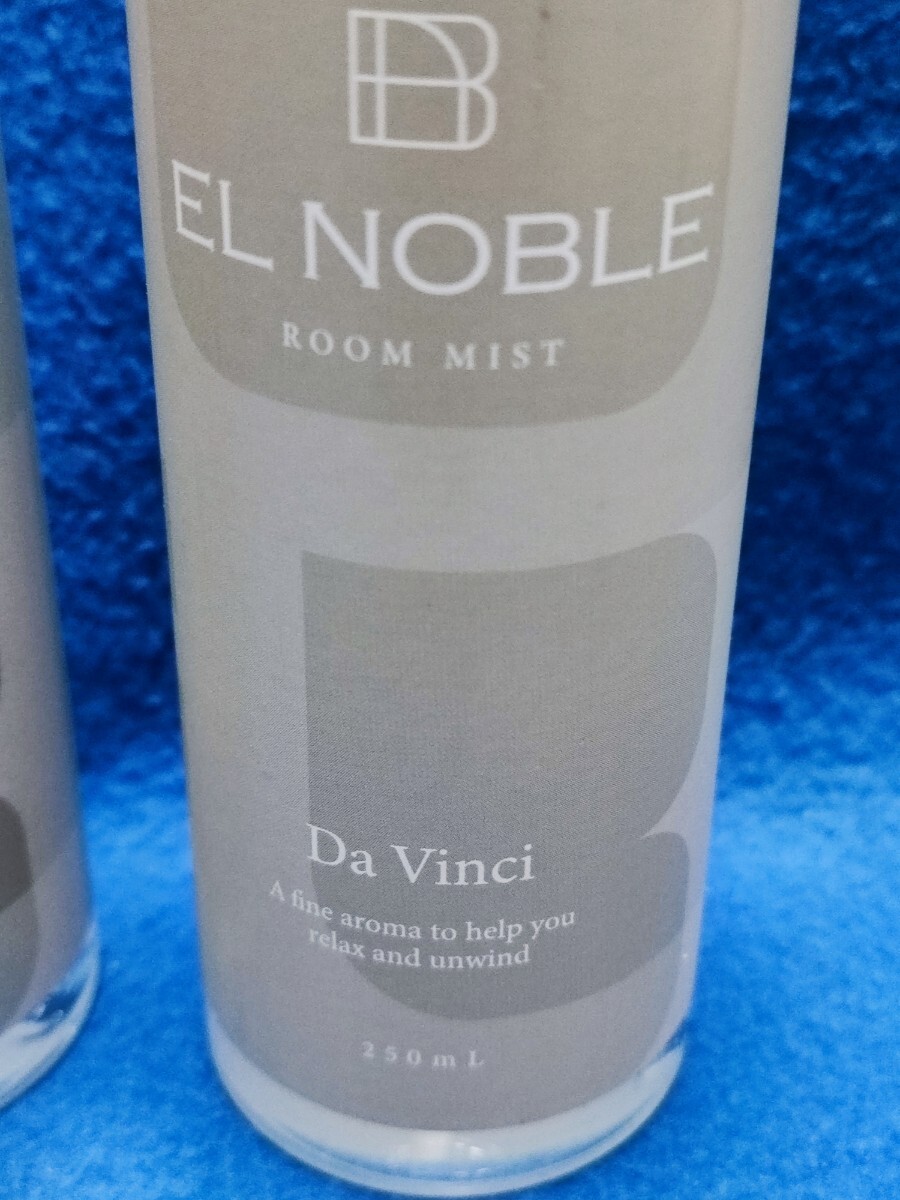 EL NOBLE
ROOM MIST
Da Vinci
A fine aroma to help you
relax and unwind
250mL